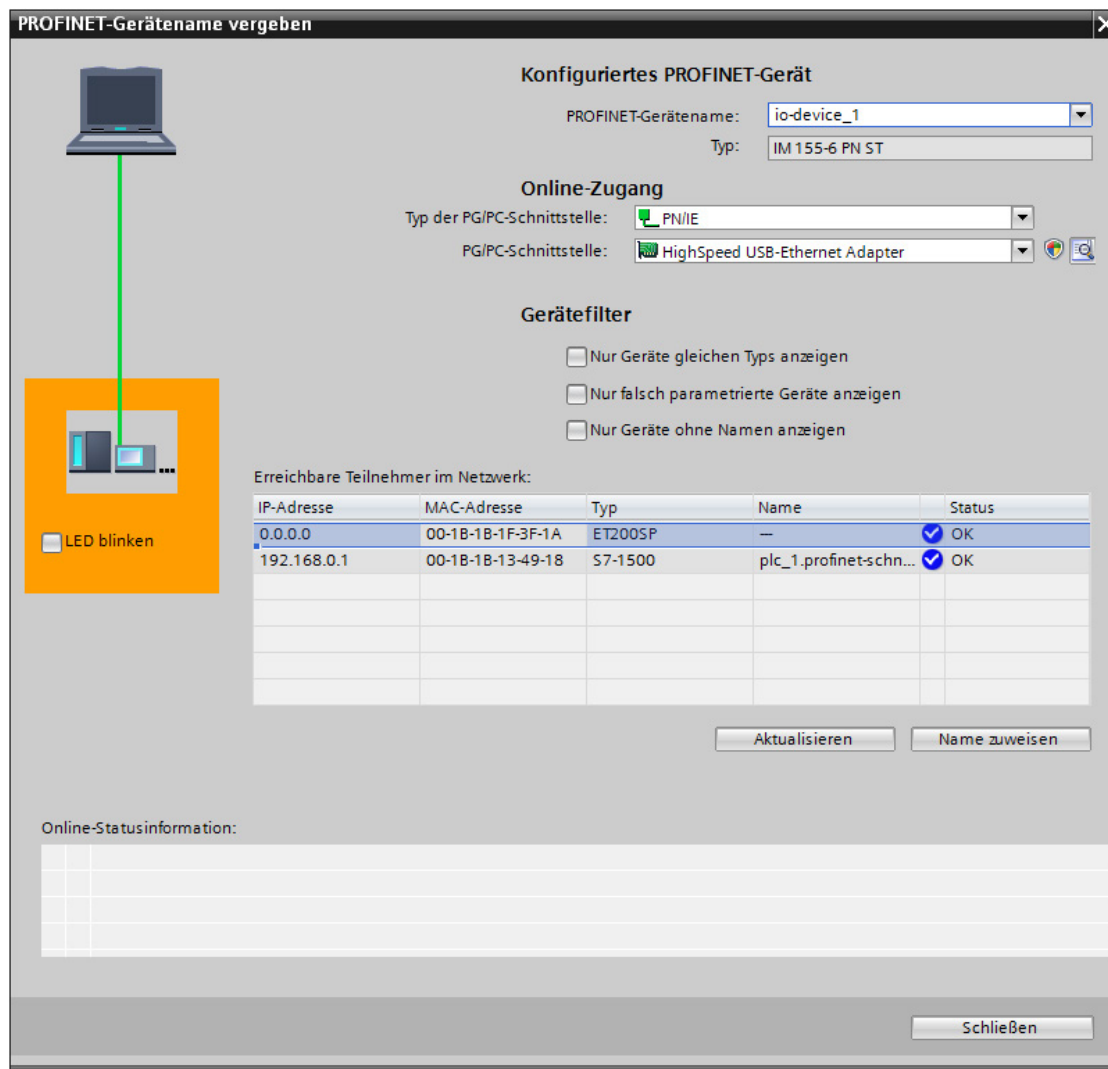 PROFINET-Gerätename vergeben
Konfiguriertes PROFINET-Gerät
PROFINET-Gerätename: io-device_1
Typ: IM 155-6 PN ST
Online-Zugang
Typ der PG/PC-Schnittstelle: PN/IE
PG/PC-Schnittstelle: HighSpeed USB-Ethernet Adapter
Gerätefilter
Nur Geräte gleichen Typs anzeigen
Nur falsch parametrierte Geräte anzeigen
Nur Geräte ohne Namen anzeigen
LED blinken
Erreichbare Teilnehmer im Netzwerk:
IP-Adresse MAC-Adresse Typ Name Status
0.0.0.0 00-1B-1B-1F-3F-1A ET200SP — OK
192.168.0.1 00-1B-1B-13-49-18 S7-1500 plc_1.profinet-schn... OK
Aktualisieren Name zuweisen
Online-Statusinformation:
Schließen